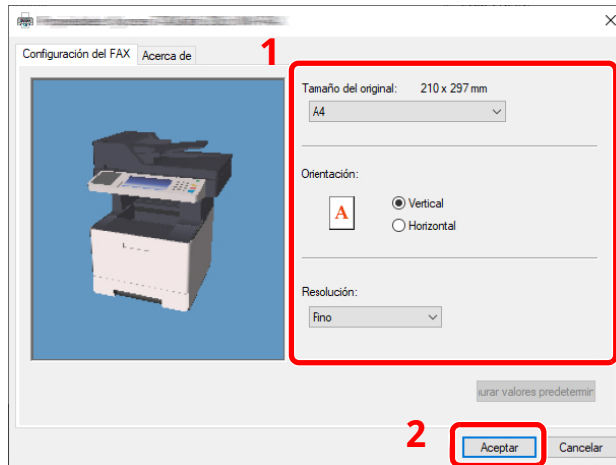 Configuración del FAX
Acerca de
1
Tamaño del original: 210 x 297 mm
A4
Orientación:
A
Vertical
Horizontal
Resolución:
Fino
urar valores predetermin
2
Aceptar
Cancelar